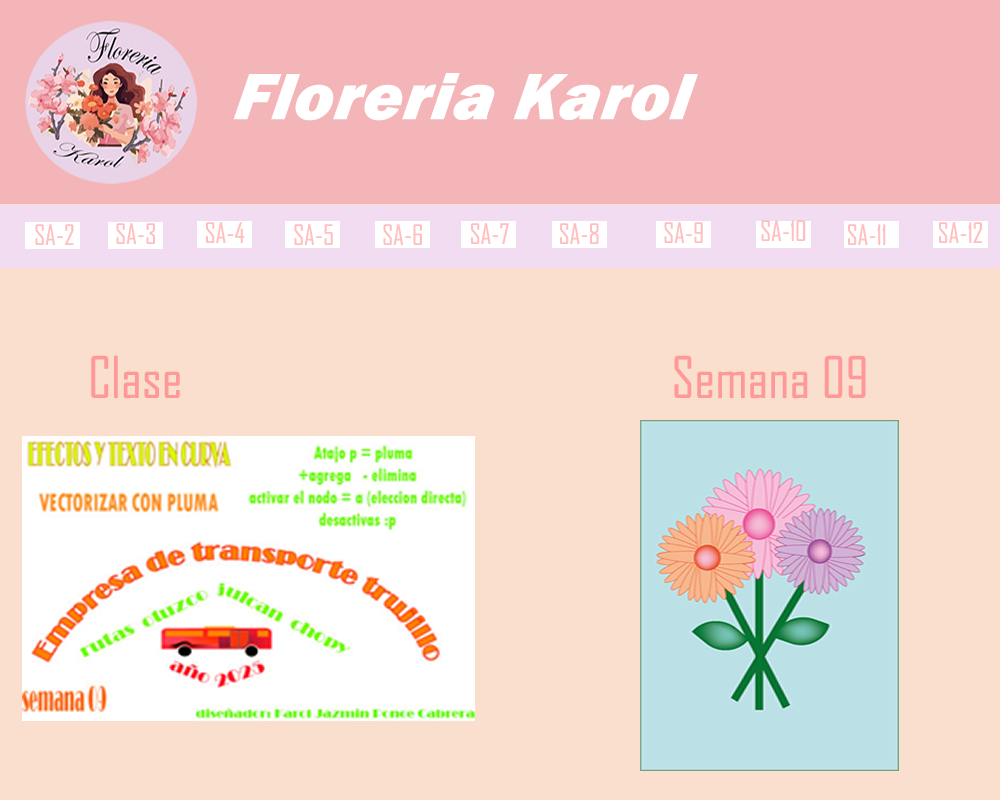 Floreria
Karol
Floreria Karol
SA-2 SA-3 SA-4 SA-5 SA-6 SA-7 SA-8 SA-9 SA-10 SA-11 SA-12
Clase
Semana 09
EFECTOS Y TEXTO EN CURVA
VECTORIZAR CON PLUMA
Atajo p = pluma
+agrega - elimina
activar el nodo = a (eleccion directa)
desactivas :p
Empresa de transporte trujillo
rutas otuzco julcan chopy
año 2025
semana 09
diseñador: Karol Jazmin Ponce Cabrera